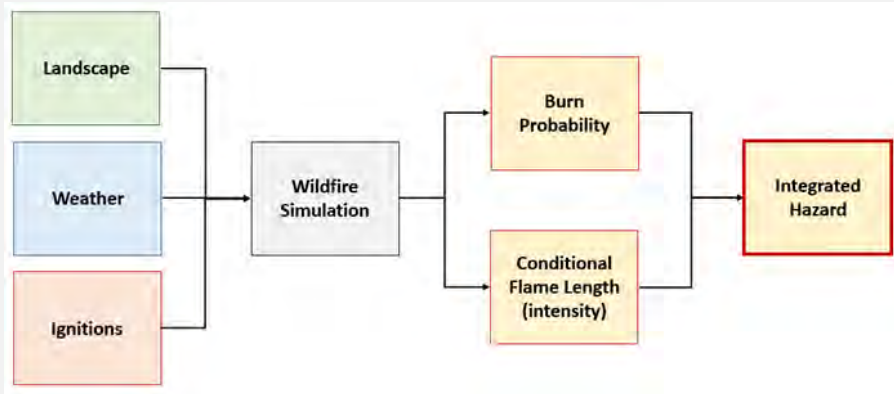 Landscape
Weather
Ignitions
Wildfire
Simulation
Burn
Probability
Conditional
Flame Length
(intensity)
Integrated
Hazard